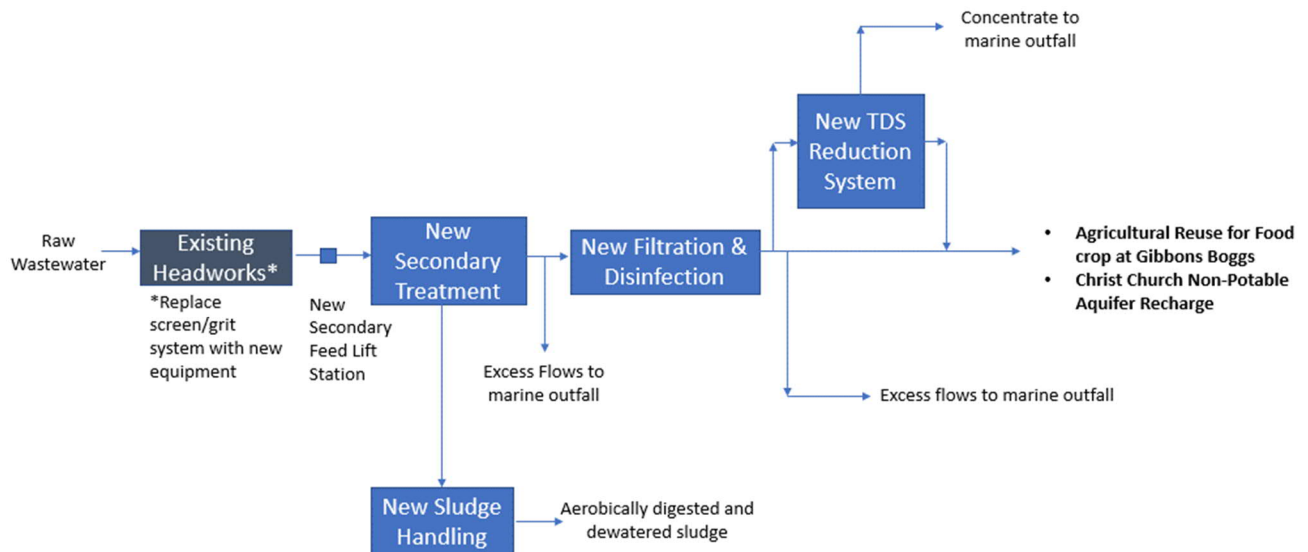 Concentrate to
marine outfall
New TDS
Reduction
System
Raw
Wastewater
Existing
Headworks*
*Replace
screen/grit
system with new
equipment
New
Secondary
Feed Lift
Station
New
Secondary
Treatment
New Filtration &
Disinfection
• Agricultural Reuse for Food
crop at Gibbons Boggs
• Christ Church Non-Potable
Aquifer Recharge
Excess Flows to
marine outfall
Excess flows to marine outfall
New Sludge
Handling
Aerobically digested and
dewatered sludge